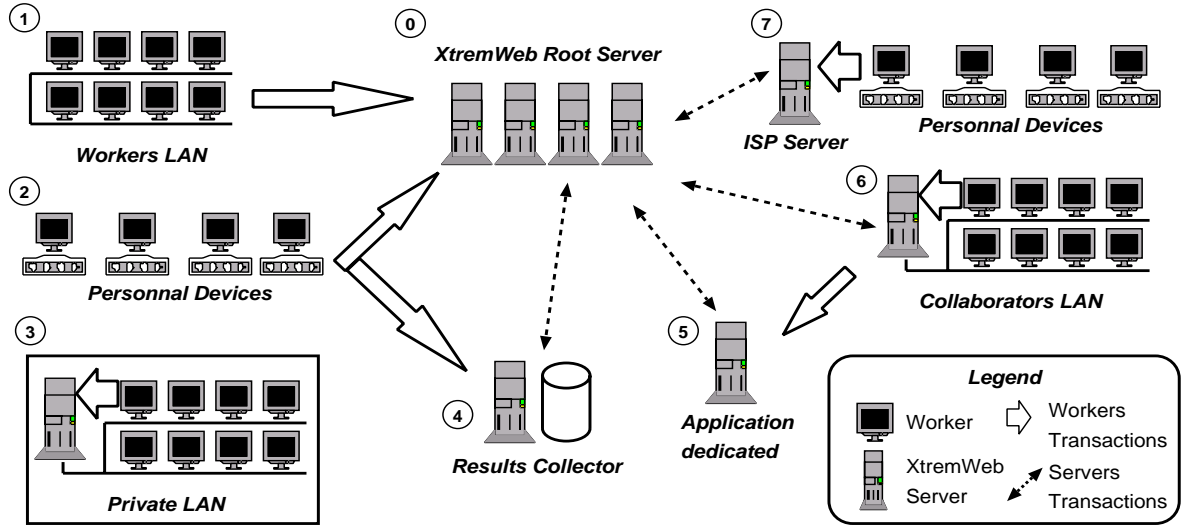 1
Workers LAN
0
XtremWeb Root Server
7
ISP Server
Personnal Devices
2
Personnal Devices
6
Collaborators LAN
3
Private LAN
4
Results Collector
5
Application
dedicated
Legend
Worker
Workers
Transactions
XtremWeb
Server
Servers
Transactions